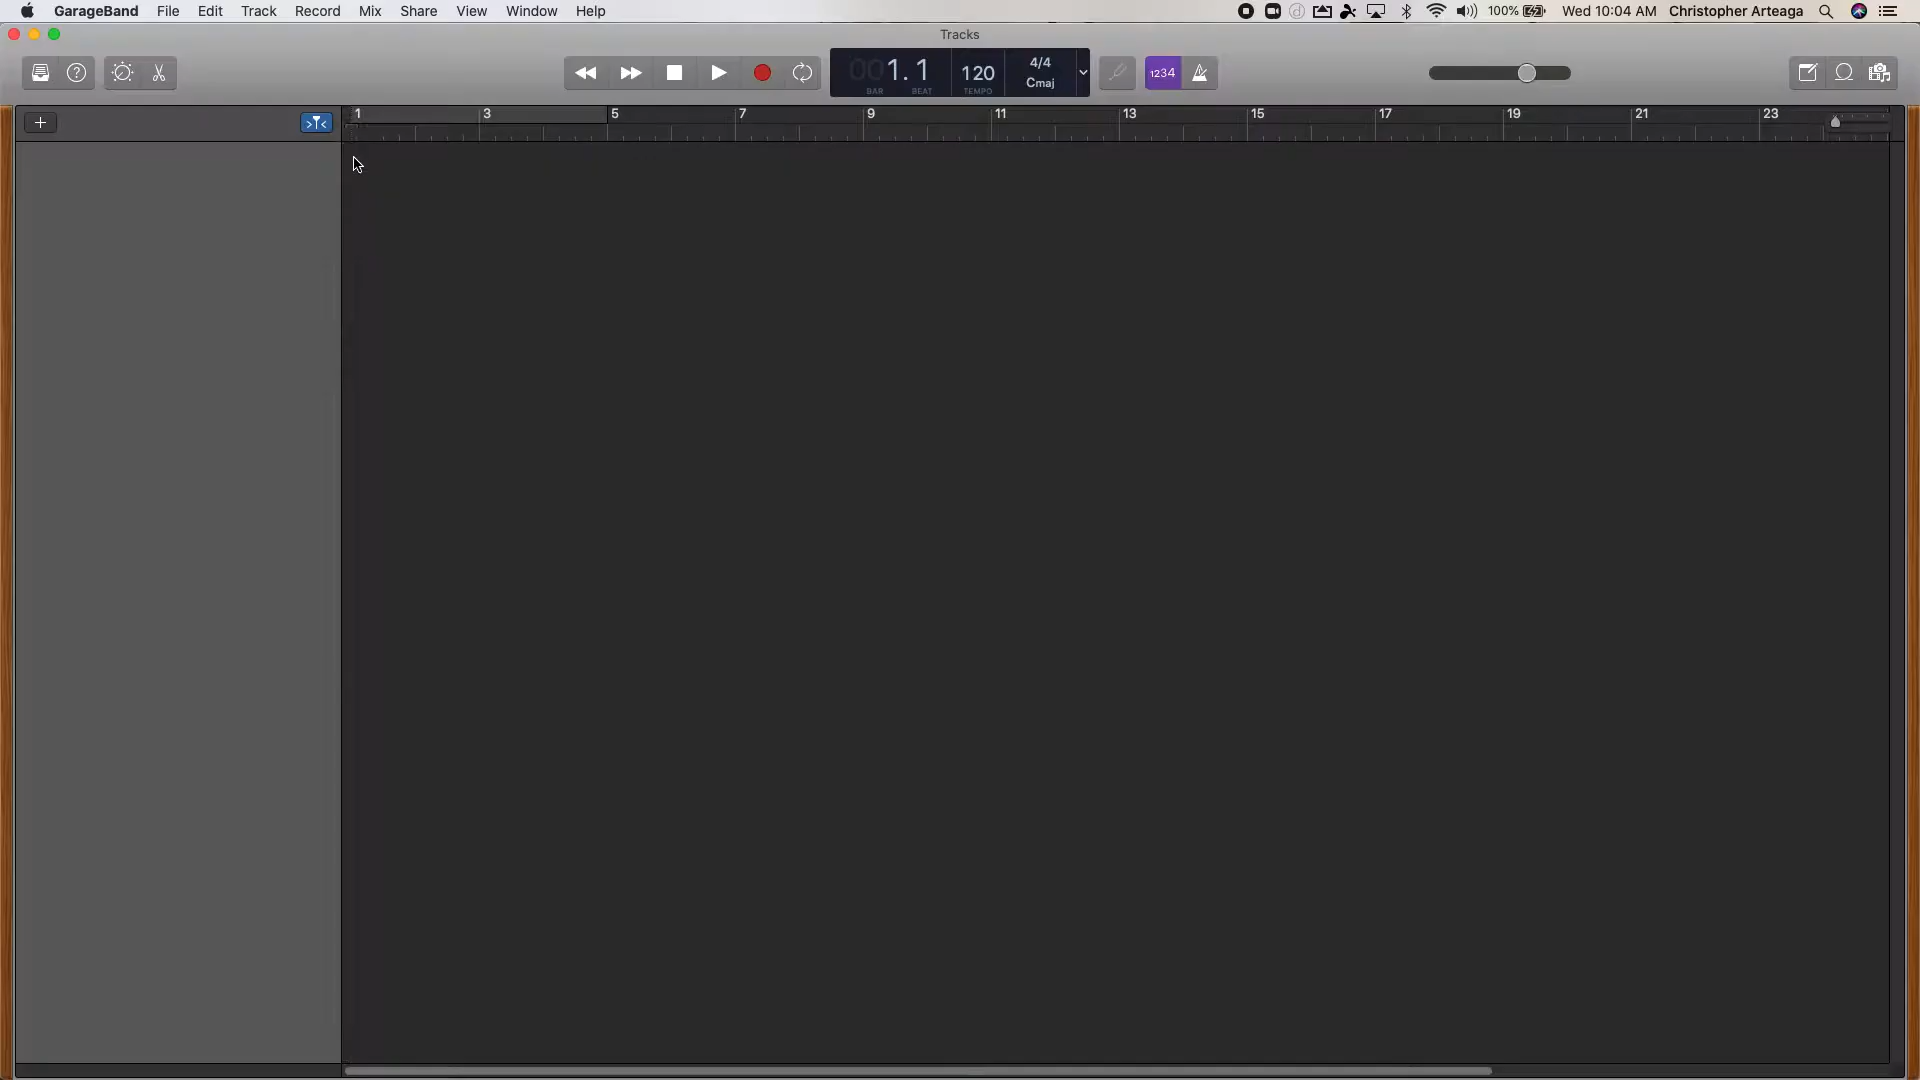 GarageBand File Edit Track Record Mix Share View Window Help 100% Wed 10:04 AM Christopher Arteaga
Tracks
001. 1 120 4/4 Cmaj 1234
BAR BEAT TEMPO
1 3 5 7 9 11 13 15 17 19 21 23